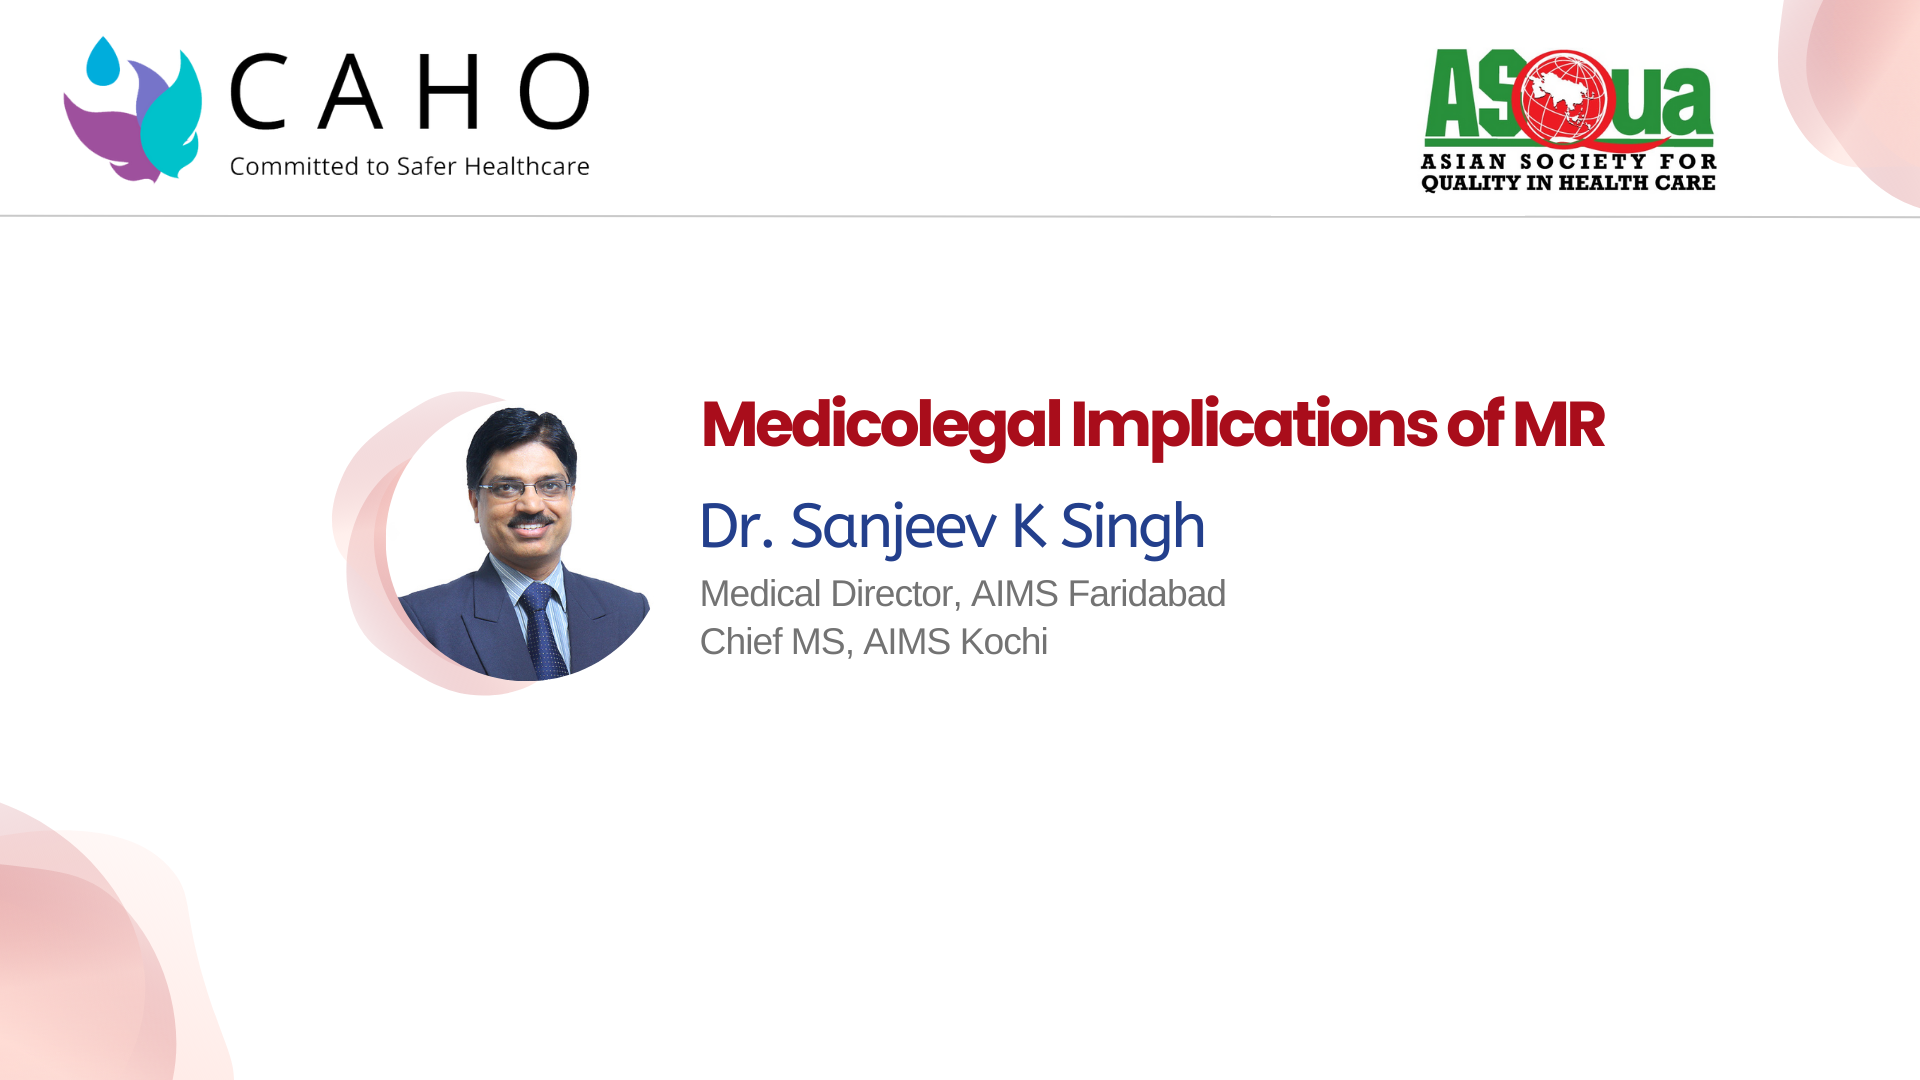 CAHO
Committed to Safer Healthcare
ASQua
ASIAN SOCIETY FOR
QUALITY IN HEALTH CARE
Medicolegal Implications of MR
Dr. Sanjeev K Singh
Medical Director, AIMS Faridabad
Chief MS, AIMS Kochi